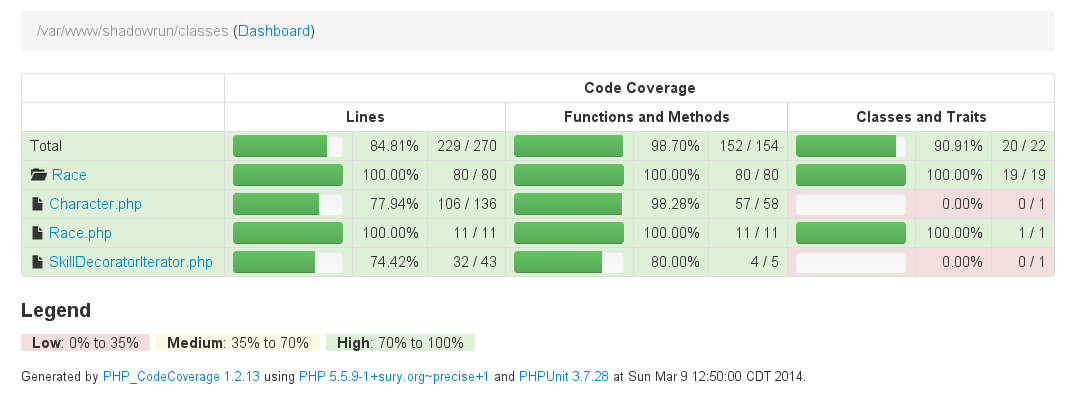 /var/www/shadowrun/classes (Dashboard)
Code Coverage
Lines Functions and Methods Classes and Traits
Total 84.81% 229 / 270 98.70% 152 / 154 90.91% 20 / 22
Race 100.00% 80 / 80 100.00% 80 / 80 100.00% 19 / 19
Character.php 77.94% 106 / 136 98.28% 57 / 58 0.00% 0 / 1
Race.php 100.00% 11 / 11 100.00% 11 / 11 100.00% 1 / 1
SkillDecoratorIterator.php 74.42% 32 / 43 80.00% 4 / 5 0.00% 0 / 1
Legend
Low: 0% to 35% Medium: 35% to 70% High: 70% to 100%
Generated by PHP_CodeCoverage 1.2.13 using PHP 5.5.9-1+sury.org~precise+1 and PHPUnit 3.7.28 at Sun Mar 9 12:50:00 CDT 2014.